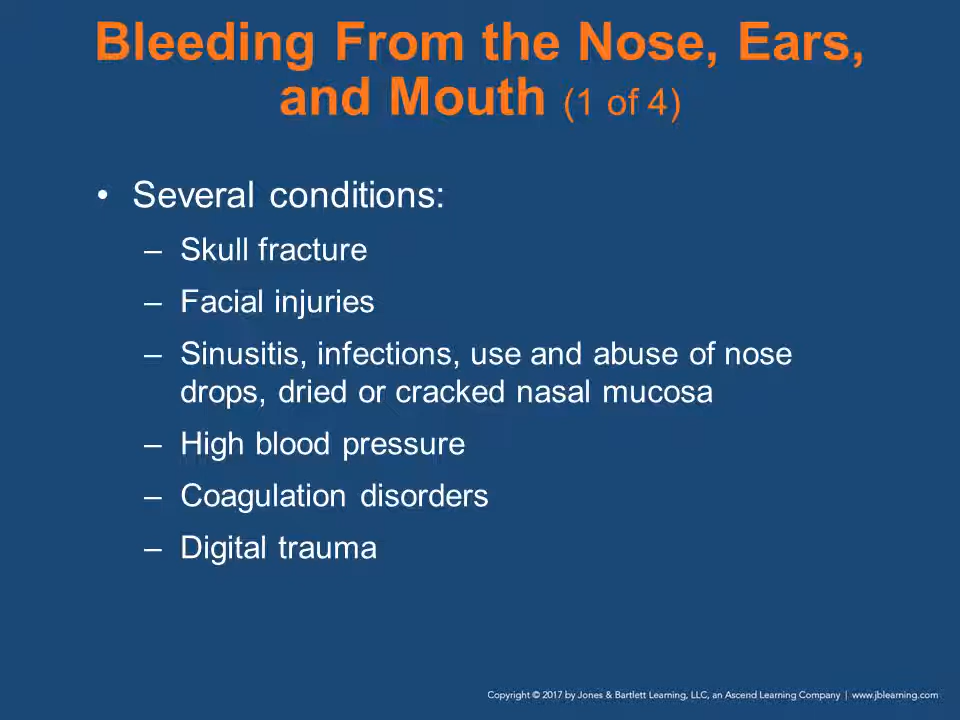 Bleeding From the Nose, Ears,
and Mouth (1 of 4)
• Several conditions:
– Skull fracture
– Facial injuries
– Sinusitis, infections, use and abuse of nose
drops, dried or cracked nasal mucosa
– High blood pressure
– Coagulation disorders
– Digital trauma
Copyright © 2017 by Jones & Bartlett Learning, LLC, an Ascend Learning Company | www.jblearning.com